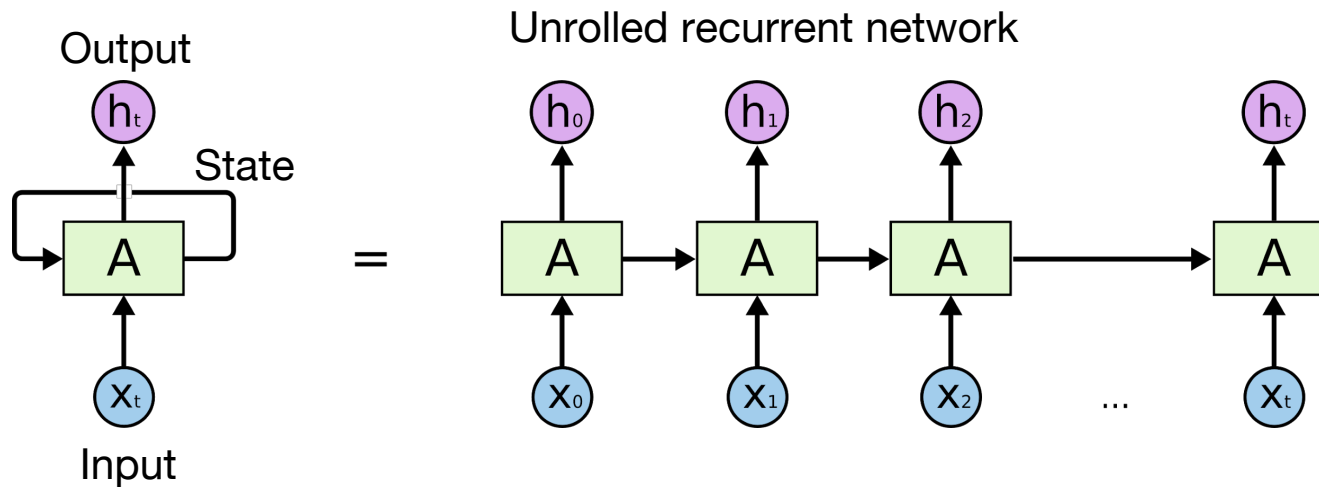 Unrolled recurrent network
Output
hₜ h₀ h₁ h₂ hₜ
State
A = A A A A
xₜ x₀ x₁ x₂ ... xₜ
Input